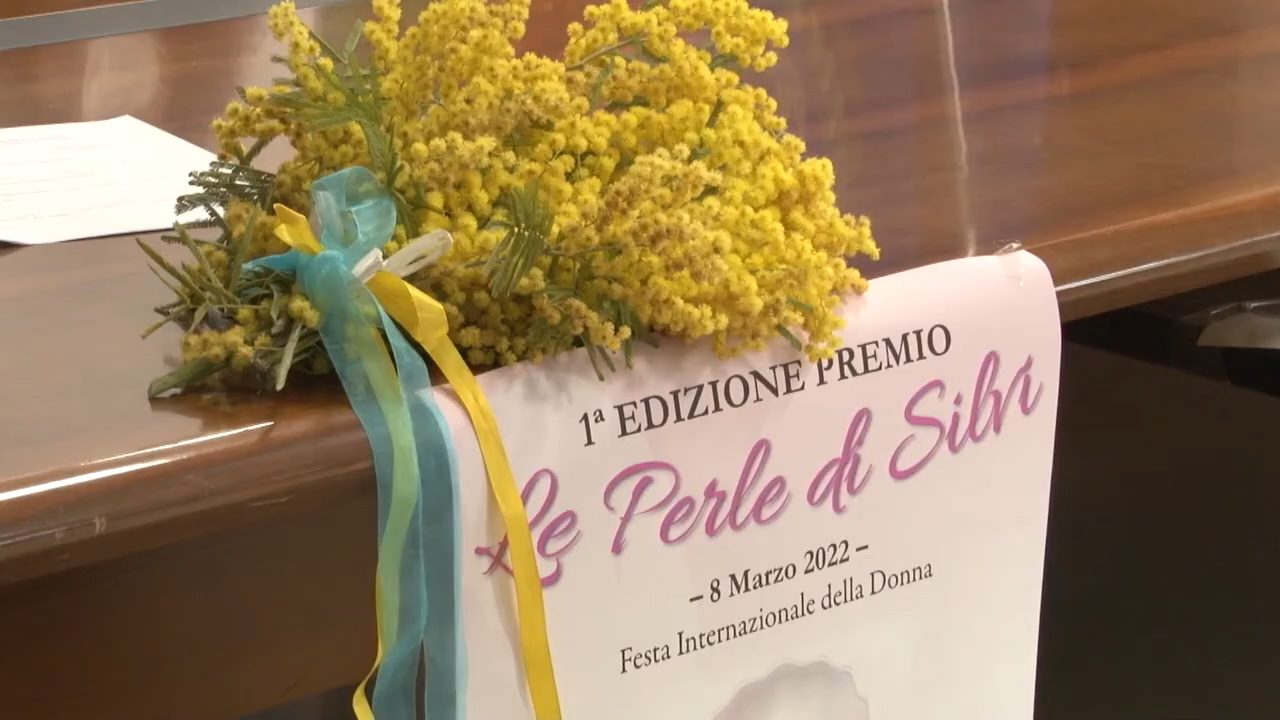 1ª EDIZIONE PREMIO
Le Perle di Silvi
– 8 Marzo 2022 –
Festa Internazionale della Donna